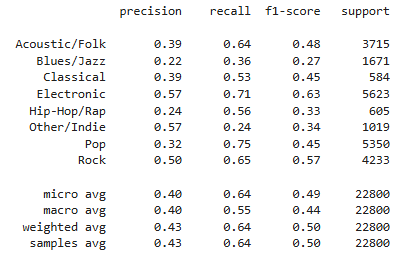 precision recall f1-score support
Acoustic/Folk 0.39 0.64 0.48 3715
Blues/Jazz 0.22 0.36 0.27 1671
Classical 0.39 0.53 0.45 584
Electronic 0.57 0.71 0.63 5623
Hip-Hop/Rap 0.24 0.56 0.33 605
Other/Indie 0.57 0.24 0.34 1019
Pop 0.32 0.75 0.45 5350
Rock 0.50 0.65 0.57 4233
micro avg 0.40 0.64 0.49 22800
macro avg 0.40 0.55 0.44 22800
weighted avg 0.43 0.64 0.50 22800
samples avg 0.43 0.64 0.50 22800